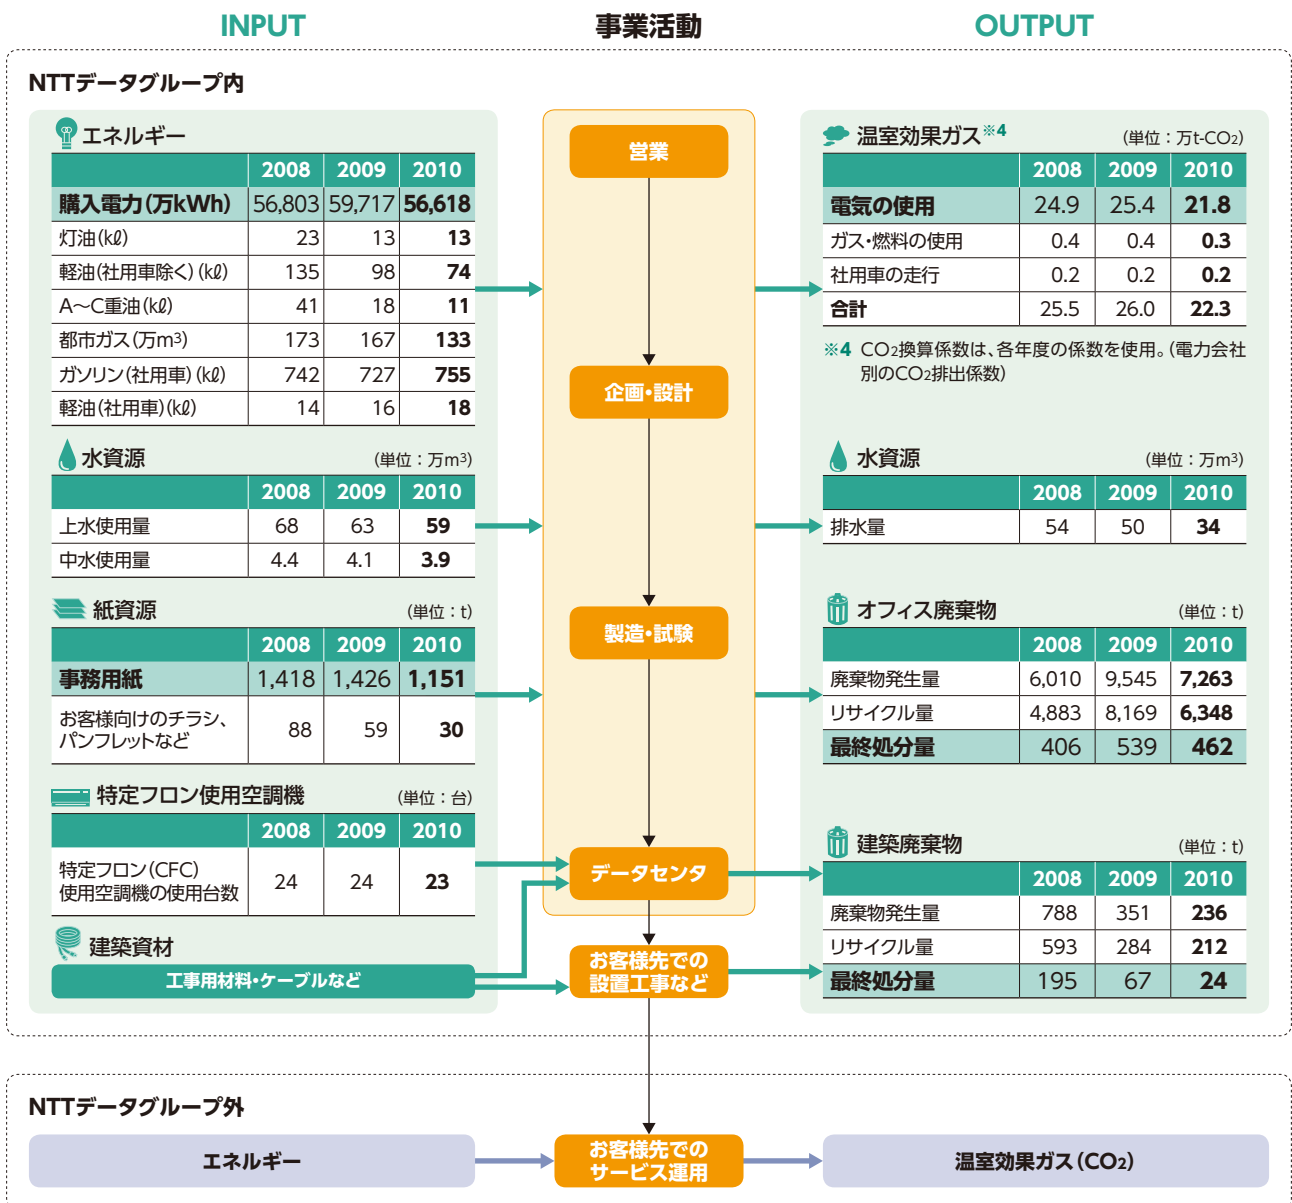 INPUT
事業活動
OUTPUT
NTTデータグループ内
エネルギー
2008 2009 2010
購入電力(万kWh) 56,803 59,717 56,618
灯油(kℓ) 23 13 13
軽油(社用車除く)(kℓ) 135 98 74
A〜C重油(kℓ) 41 18 11
都市ガス(万m³) 173 167 133
ガソリン(社用車)(kℓ) 742 727 755
軽油(社用車)(kℓ) 14 16 18
水資源 (単位：万m³)
2008 2009 2010
上水使用量 68 63 59
中水使用量 4.4 4.1 3.9
紙資源 (単位：t)
2008 2009 2010
事務用紙 1,418 1,426 1,151
お客様向けのチラシ、
パンフレットなど 88 59 30
特定フロン使用空調機 (単位：台)
2008 2009 2010
特定フロン(CFC)
使用空調機の使用台数 24 24 23
建築資材
工事用材料・ケーブルなど
営業
企画・設計
製造・試験
データセンタ
お客様先での
設置工事など
温室効果ガス※4 (単位：万t-CO₂)
2008 2009 2010
電気の使用 24.9 25.4 21.8
ガス・燃料の使用 0.4 0.4 0.3
社用車の走行 0.2 0.2 0.2
合計 25.5 26.0 22.3
※4 CO₂換算係数は、各年度の係数を使用。(電力会社
別のCO₂排出係数)
水資源 (単位：万m³)
2008 2009 2010
排水量 54 50 34
オフィス廃棄物 (単位：t)
2008 2009 2010
廃棄物発生量 6,010 9,545 7,263
リサイクル量 4,883 8,169 6,348
最終処分量 406 539 462
建築廃棄物 (単位：t)
2008 2009 2010
廃棄物発生量 788 351 236
リサイクル量 593 284 212
最終処分量 195 67 24
NTTデータグループ外
エネルギー
お客様先での
サービス運用
温室効果ガス(CO₂)